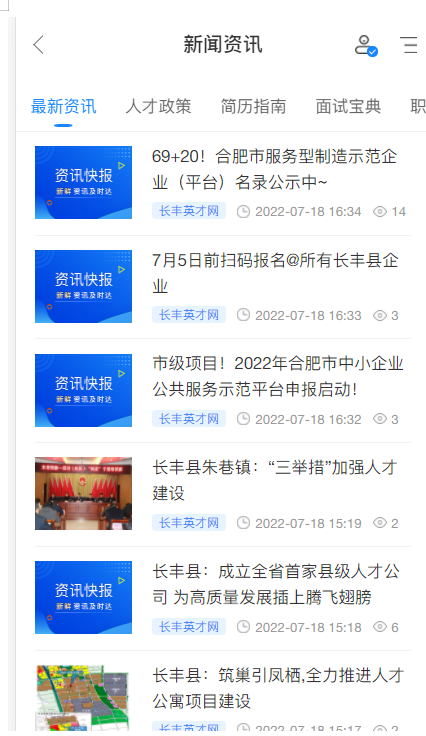 新闻资讯
最新资讯 人才政策 简历指南 面试宝典 职
资讯快报
新鲜 资讯及时达
69+20！合肥市服务型制造示范企
业（平台）名录公示中~
长丰英才网 2022-07-18 16:34 14
资讯快报
新鲜 资讯及时达
7月5日前扫码报名@所有长丰县企
业
长丰英才网 2022-07-18 16:33 3
资讯快报
新鲜 资讯及时达
市级项目！2022年合肥市中小企业
公共服务示范平台申报启动！
长丰英才网 2022-07-18 16:32 3
长丰县朱巷镇：“三举措”加强人才
建设
长丰英才网 2022-07-18 15:19 2
资讯快报
新鲜 资讯及时达
长丰县：成立全省首家县级人才公
司 为高质量发展插上腾飞翅膀
长丰英才网 2022-07-18 15:18 6
长丰县：筑巢引凤栖,全力推进人才
公寓项目建设
长丰英才网 2022-07-18 15:17 2